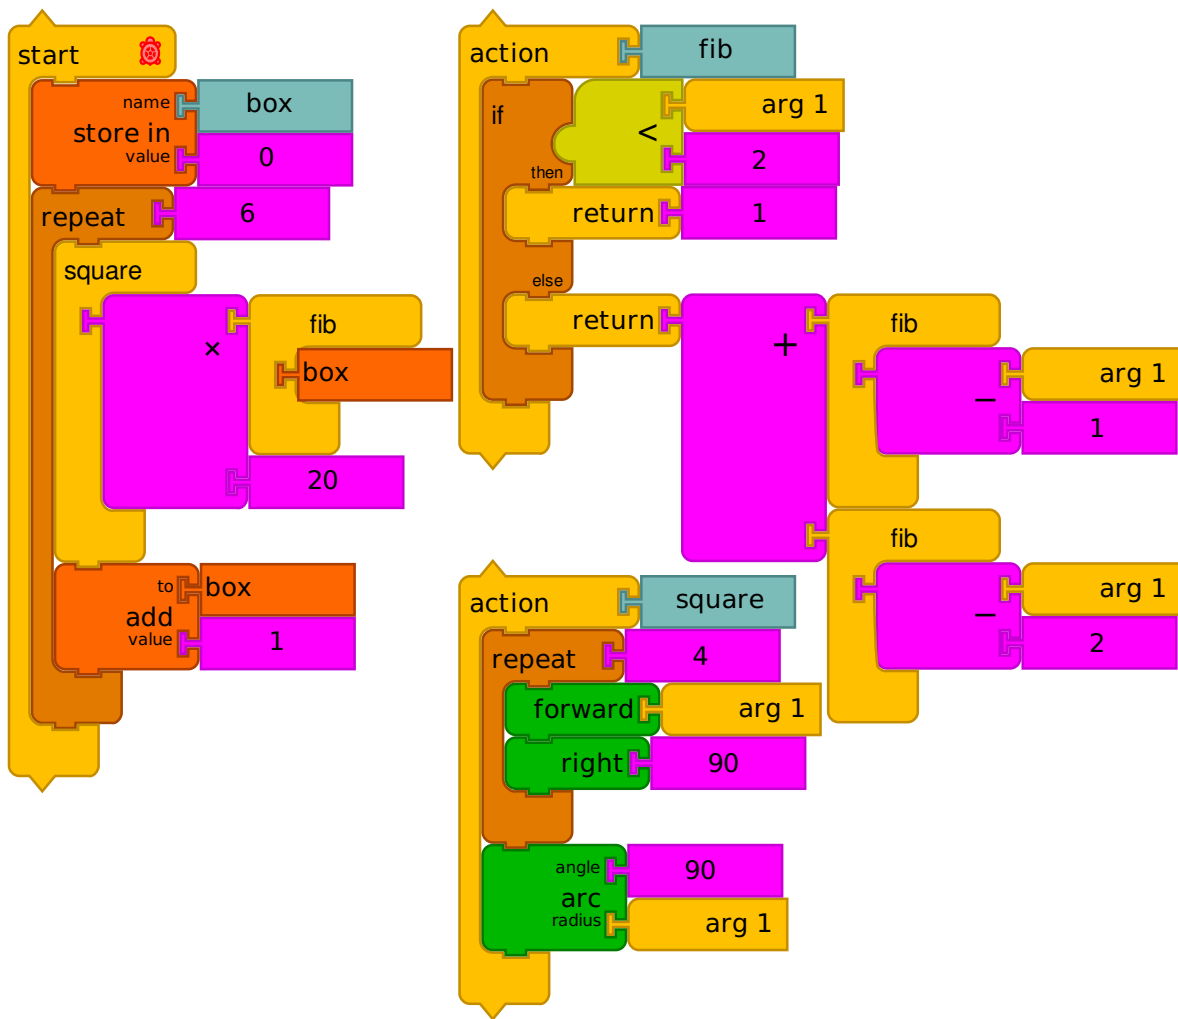 start
name
box
store in
value
0
repeat
6
square
×
fib
box
20
to
box
add
value
1
action
fib
if
<
arg 1
2
then
return
1
else
return
+
fib
−
arg 1
1
fib
−
arg 1
2
action
square
repeat
4
forward
arg 1
right
90
angle
90
arc
radius
arg 1